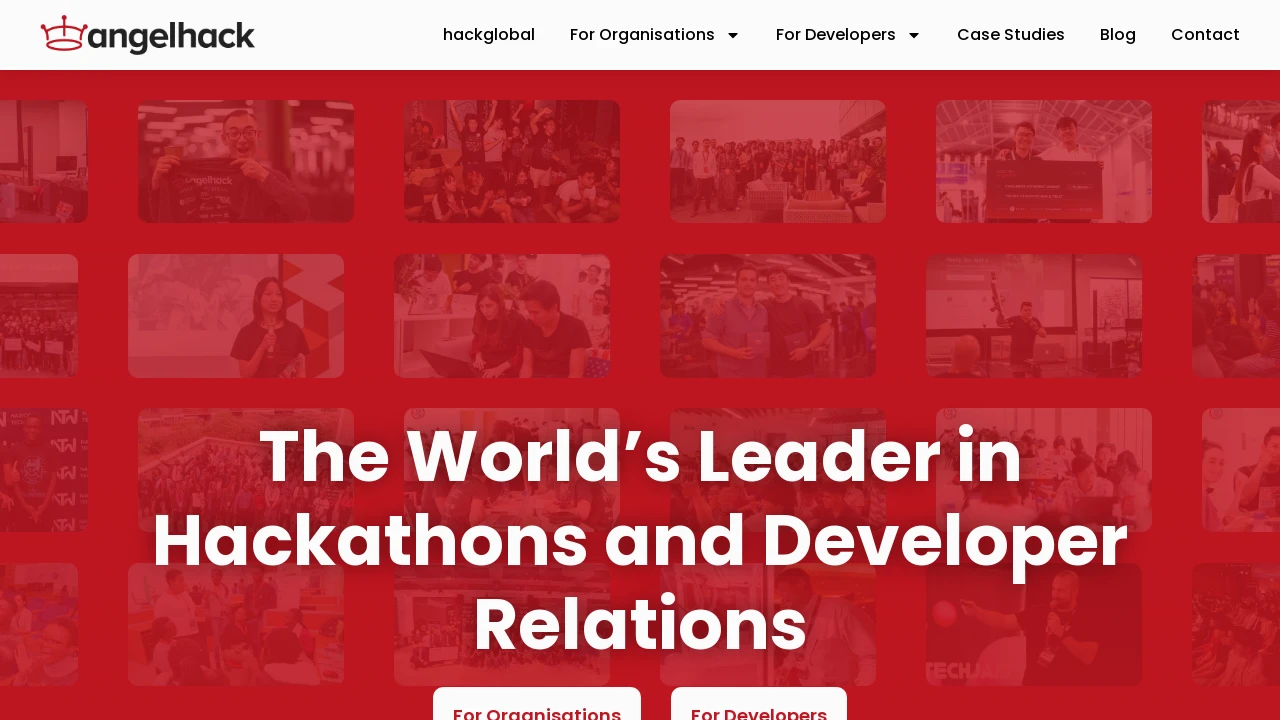 angelhack
hackglobal
For Organisations
For Developers
Case Studies
Blog
Contact
angelhack
The World’s Leader in
Hackathons and Developer
Relations
For Organisations
For Developers